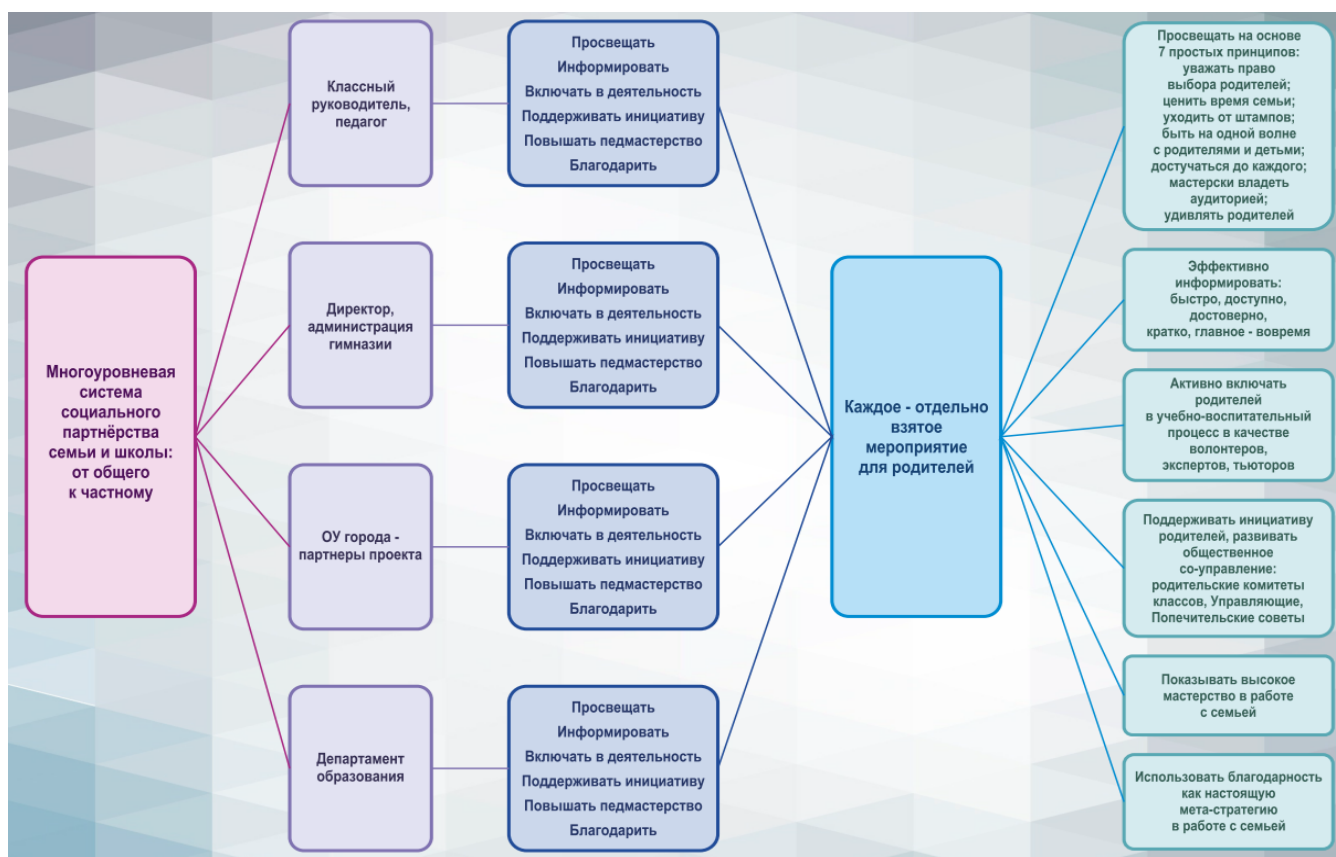 Многоуровневая
система
социального
партнёрства
семьи и школы:
от общего
к частному
Классный
руководитель,
педагог
Просвещать
Информировать
Включать в деятельность
Поддерживать инициативу
Повышать педмастерство
Благодарить
Директор,
администрация
гимназии
Просвещать
Информировать
Включать в деятельность
Поддерживать инициативу
Повышать педмастерство
Благодарить
ОУ города -
партнеры проекта
Просвещать
Информировать
Включать в деятельность
Поддерживать инициативу
Повышать педмастерство
Благодарить
Департамент
образования
Просвещать
Информировать
Включать в деятельность
Поддерживать инициативу
Повышать педмастерство
Благодарить
Каждое - отдельно
взятое
мероприятие
для родителей
Просвещать на основе
7 простых принципов:
уважать право
выбора родителей;
ценить время семьи;
уходить от штампов;
быть на одной волне
с родителями и детьми;
достучаться до каждого;
мастерски владеть
аудиторией;
удивлять родителей
Эффективно
информировать:
быстро, доступно,
достоверно,
кратко, главное - вовремя
Активно включать
родителей
в учебно-воспитательный
процесс в качестве
волонтеров,
экспертов, тьюторов
Поддерживать инициативу
родителей, развивать
общественное
со-управление:
родительские комитеты
классов, Управляющие,
Попечительские советы
Показывать высокое
мастерство в работе
с семьей
Использовать благодарность
как настоящую
мета-стратегию
в работе с семьей